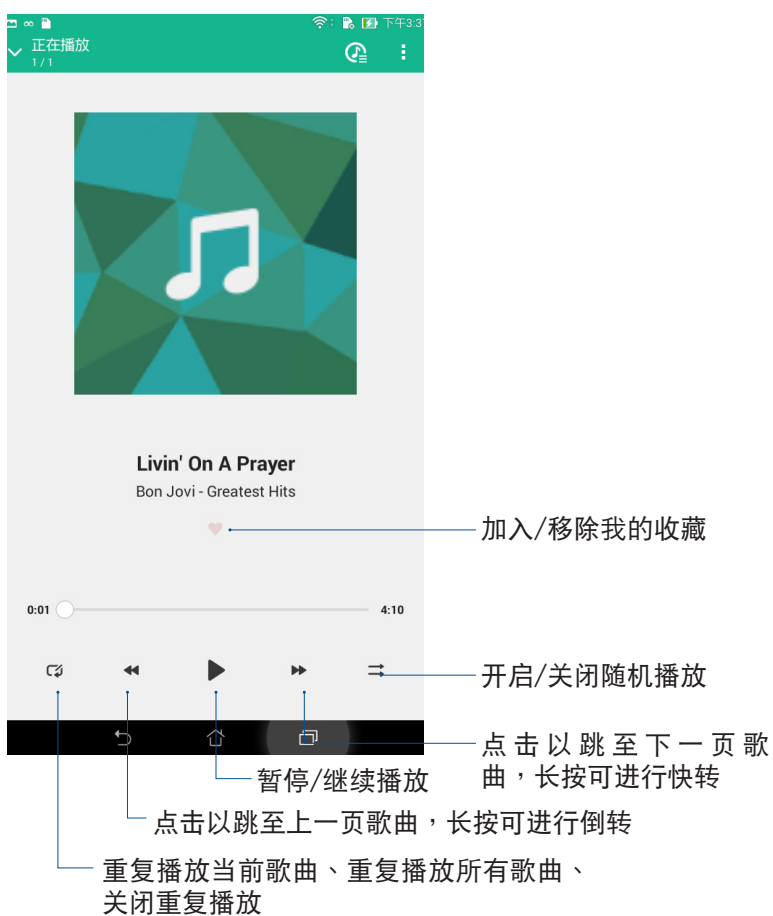 下午3:3
正在播放
1 / 1
Livin' On A Prayer
Bon Jovi - Greatest Hits
加入/移除我的收藏
0:01
4:10
开启/关闭随机播放
点击以跳至下一页歌
曲，长按可进行快转
暂停/继续播放
点击以跳至上一页歌曲，长按可进行倒转
重复播放当前歌曲、重复播放所有歌曲、
关闭重复播放